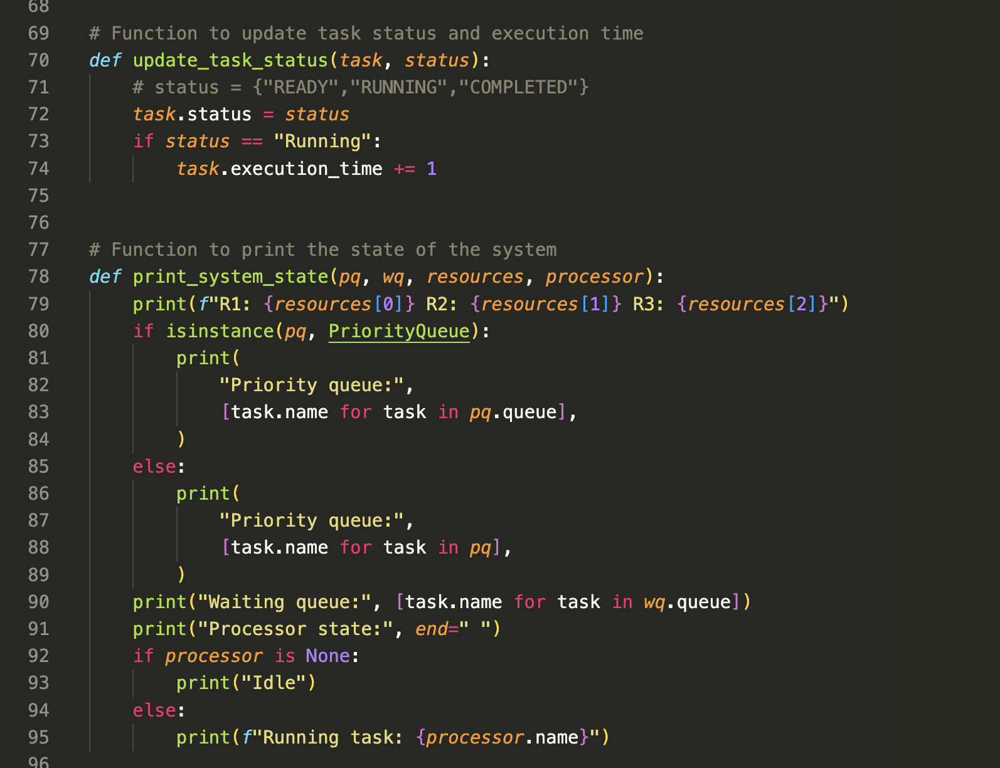 68
69 # Function to update task status and execution time
70 def update_task_status(task, status):
71     # status = {"READY","RUNNING","COMPLETED"}
72     task.status = status
73     if status == "Running":
74         task.execution_time += 1
75
76
77 # Function to print the state of the system
78 def print_system_state(pq, wq, resources, processor):
79     print(f"R1: {resources[0]} R2: {resources[1]} R3: {resources[2]}")
80     if isinstance(pq, PriorityQueue):
81         print(
82             "Priority queue:",
83             [task.name for task in pq.queue],
84         )
85     else:
86         print(
87             "Priority queue:",
88             [task.name for task in pq],
89         )
90     print("Waiting queue:", [task.name for task in wq.queue])
91     print("Processor state:", end=" ")
92     if processor is None:
93         print("Idle")
94     else:
95         print(f"Running task: {processor.name}")
96